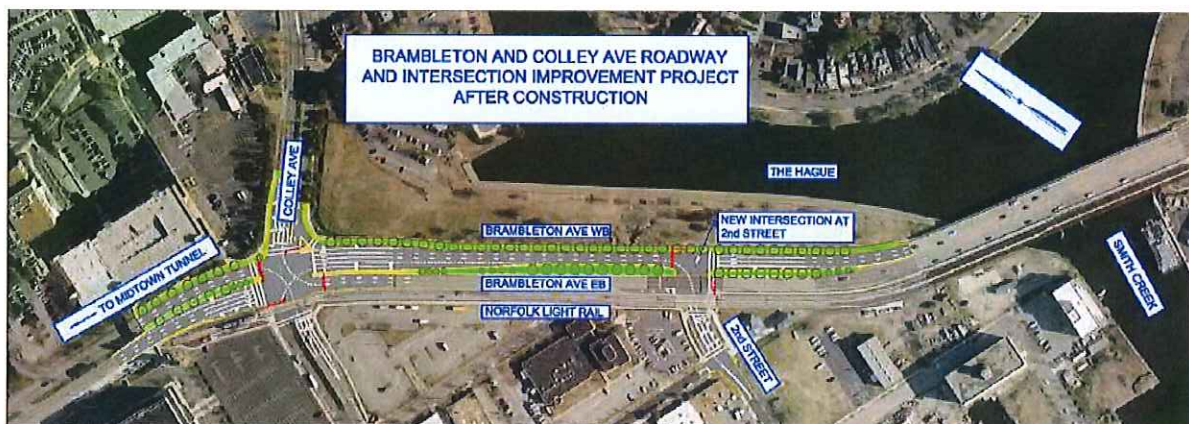 BRAMBLETON AND COLLEY AVE ROADWAY
AND INTERSECTION IMPROVEMENT PROJECT
AFTER CONSTRUCTION
COLLEY AVE
THE HAGUE
BRAMBLETON AVE WB
NEW INTERSECTION AT
2nd STREET
TO MIDTOWN TUNNEL
BRAMBLETON AVE EB
NORFOLK LIGHT RAIL
2nd STREET
SMITH CREEK